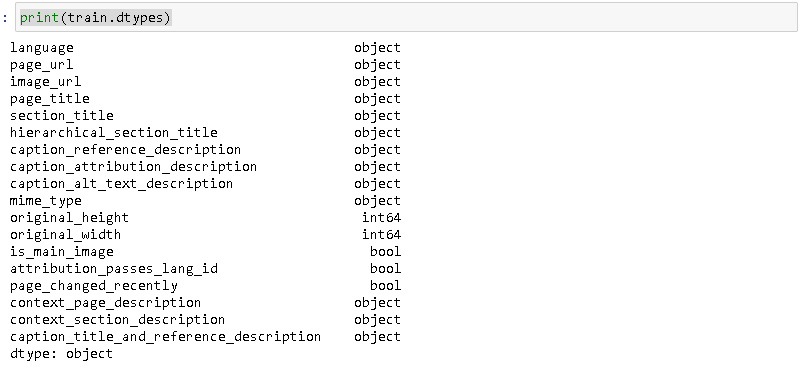 : print(train.dtypes)
language object
page_url object
image_url object
page_title object
section_title object
hierarchical_section_title object
caption_reference_description object
caption_attribution_description object
caption_alt_text_description object
mime_type object
original_height int64
original_width int64
is_main_image bool
attribution_passes_lang_id bool
page_changed_recently bool
context_page_description object
context_section_description object
caption_title_and_reference_description object
dtype: object